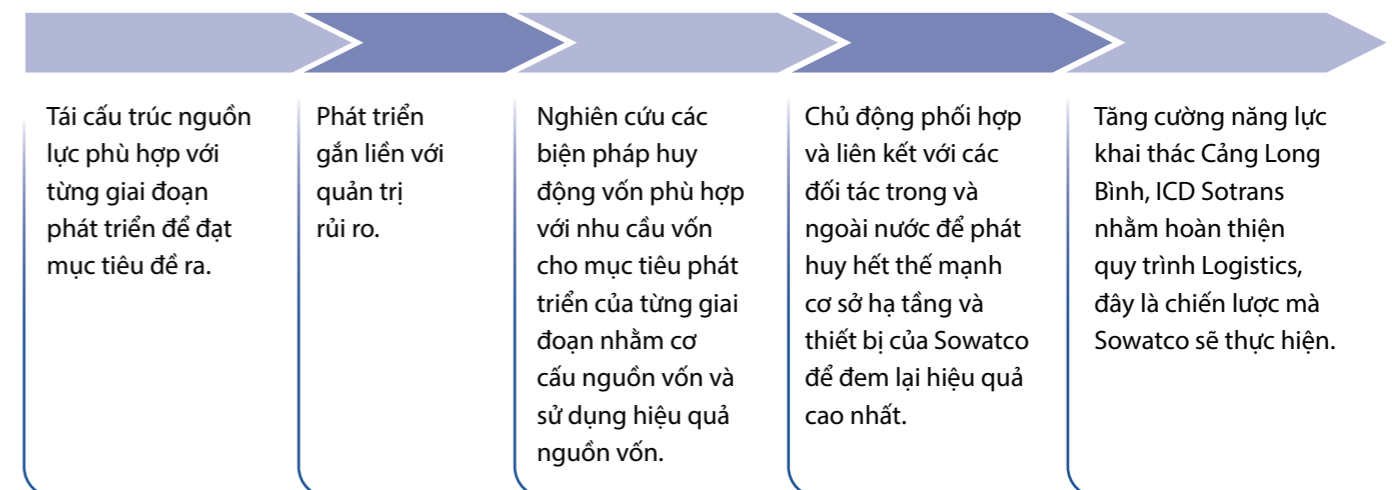 Tái cấu trúc nguồn
lực phù hợp với
từng giai đoạn
phát triển để đạt
mục tiêu đề ra.
Phát triển
gắn liền với
quản trị
rủi ro.
Nghiên cứu các
biện pháp huy
động vốn phù hợp
với nhu cầu vốn
cho mục tiêu phát
triển của từng giai
đoạn nhằm cơ
cấu nguồn vốn và
sử dụng hiệu quả
nguồn vốn.
Chủ động phối hợp
và liên kết với các
đối tác trong và
ngoài nước để phát
huy hết thế mạnh
cơ sở hạ tầng và
thiết bị của Sowatco
để đem lại hiệu quả
cao nhất.
Tăng cường năng lực
khai thác Cảng Long
Bình, ICD Sotrans
nhằm hoàn thiện
quy trình Logistics,
đây là chiến lược mà
Sowatco sẽ thực hiện.